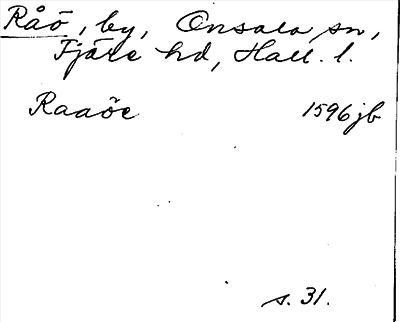 Råö, by, Onsala sn,
Fjäre hd, Hall. l.
Raaöe 1596 jb
s. 31.